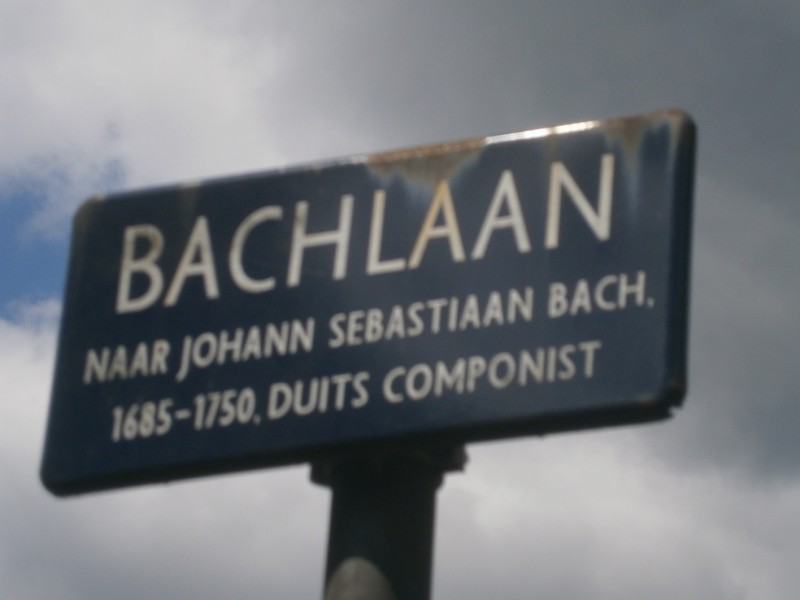 BACHLAAN
NAAR JOHANN SEBASTIAAN BACH,
1685-1750, DUITS COMPONIST